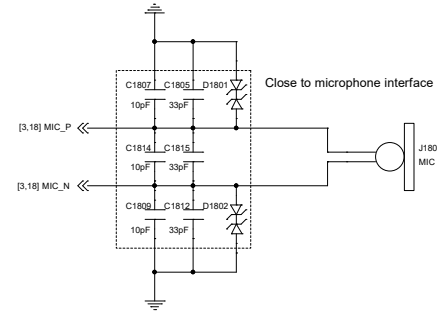 C1807 C1805 D1801
Close to microphone interface
10pF 33pF
[3,18] MIC_P
C1814 C1815
J180
10pF 33pF
MIC
[3,18] MIC_N
C1809 C1812 D1802
10pF 33pF